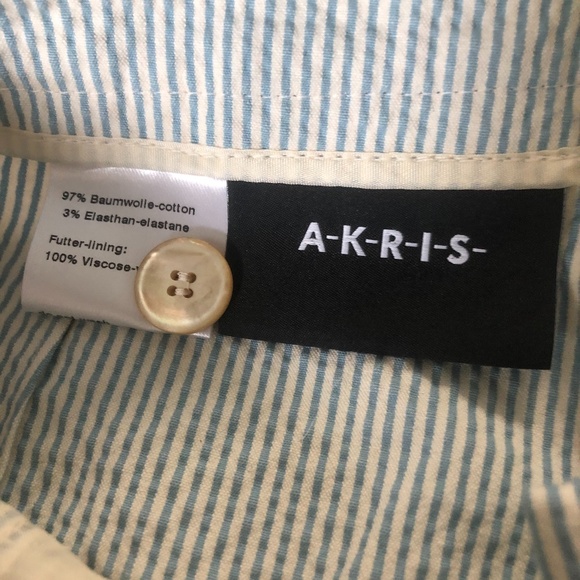 97% Baumwolle-cotton
3% Elasthan-elastane
Futter-lining:
100% Viscose-
A-K-R-I-S-